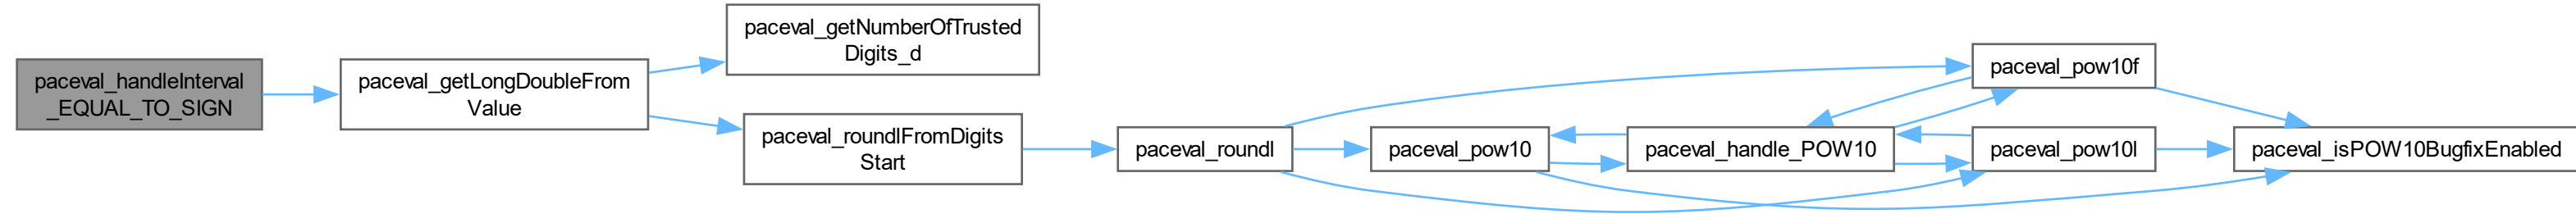 paceval_handleInterval
_EQUAL_TO_SIGN
paceval_getLongDoubleFrom
Value
paceval_getNumberOfTrusted
Digits_d
paceval_roundlFromDigits
Start
paceval_roundl
paceval_pow10
paceval_handle_POW10
paceval_pow10f
paceval_pow10l
paceval_isPOW10BugfixEnabled